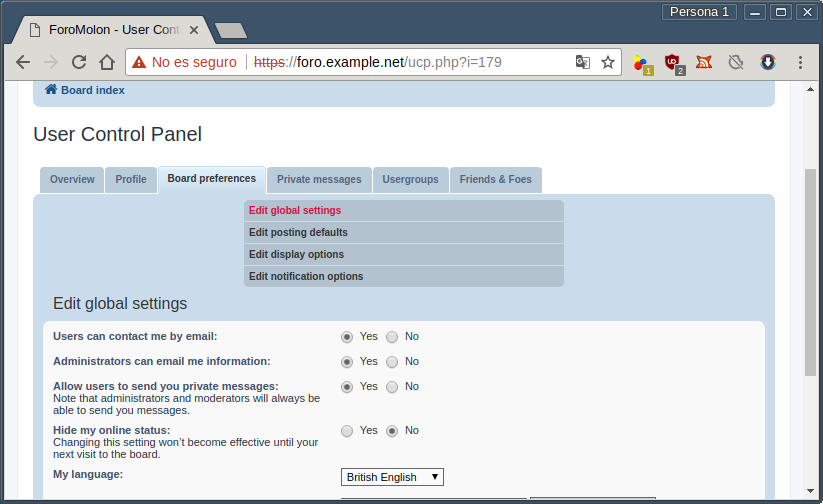 Persona 1
ForoMolon - User Cont
No es seguro https://foro.example.net/ucp.php?i=179
1
2
Board index
User Control Panel
Overview Profile Board preferences Private messages Usergroups Friends & Foes
Edit global settings
Edit posting defaults
Edit display options
Edit notification options
Edit global settings
Users can contact me by email: Yes No
Administrators can email me information: Yes No
Allow users to send you private messages: Yes No
Note that administrators and moderators will always be
able to send you messages.
Hide my online status: Yes No
Changing this setting won’t become effective until your
next visit to the board.
My language: British English